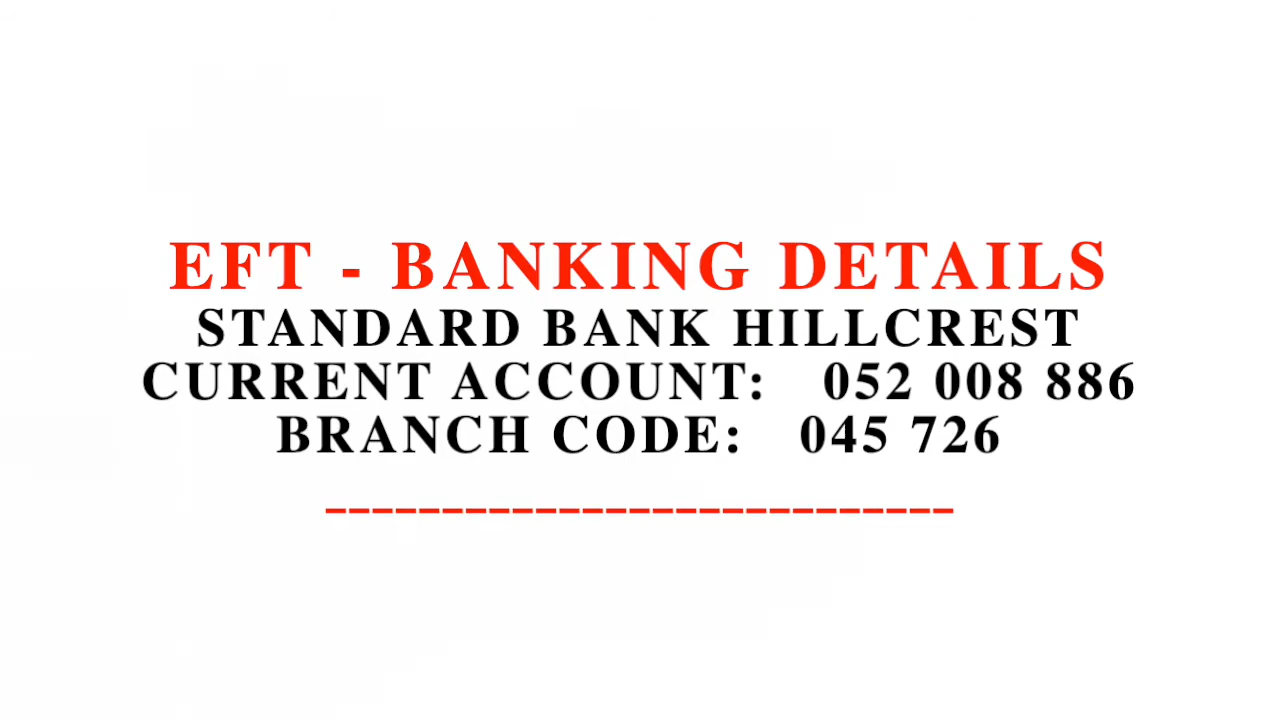 EFT - BANKING DETAILS
STANDARD BANK HILLCREST
CURRENT ACCOUNT: 052 008 886
BRANCH CODE: 045 726
---------------------------